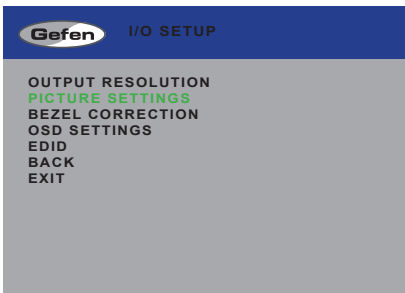 Gefen I/O SETUP
OUTPUT RESOLUTION
PICTURE SETTINGS
BEZEL CORRECTION
OSD SETTINGS
EDID
BACK
EXIT